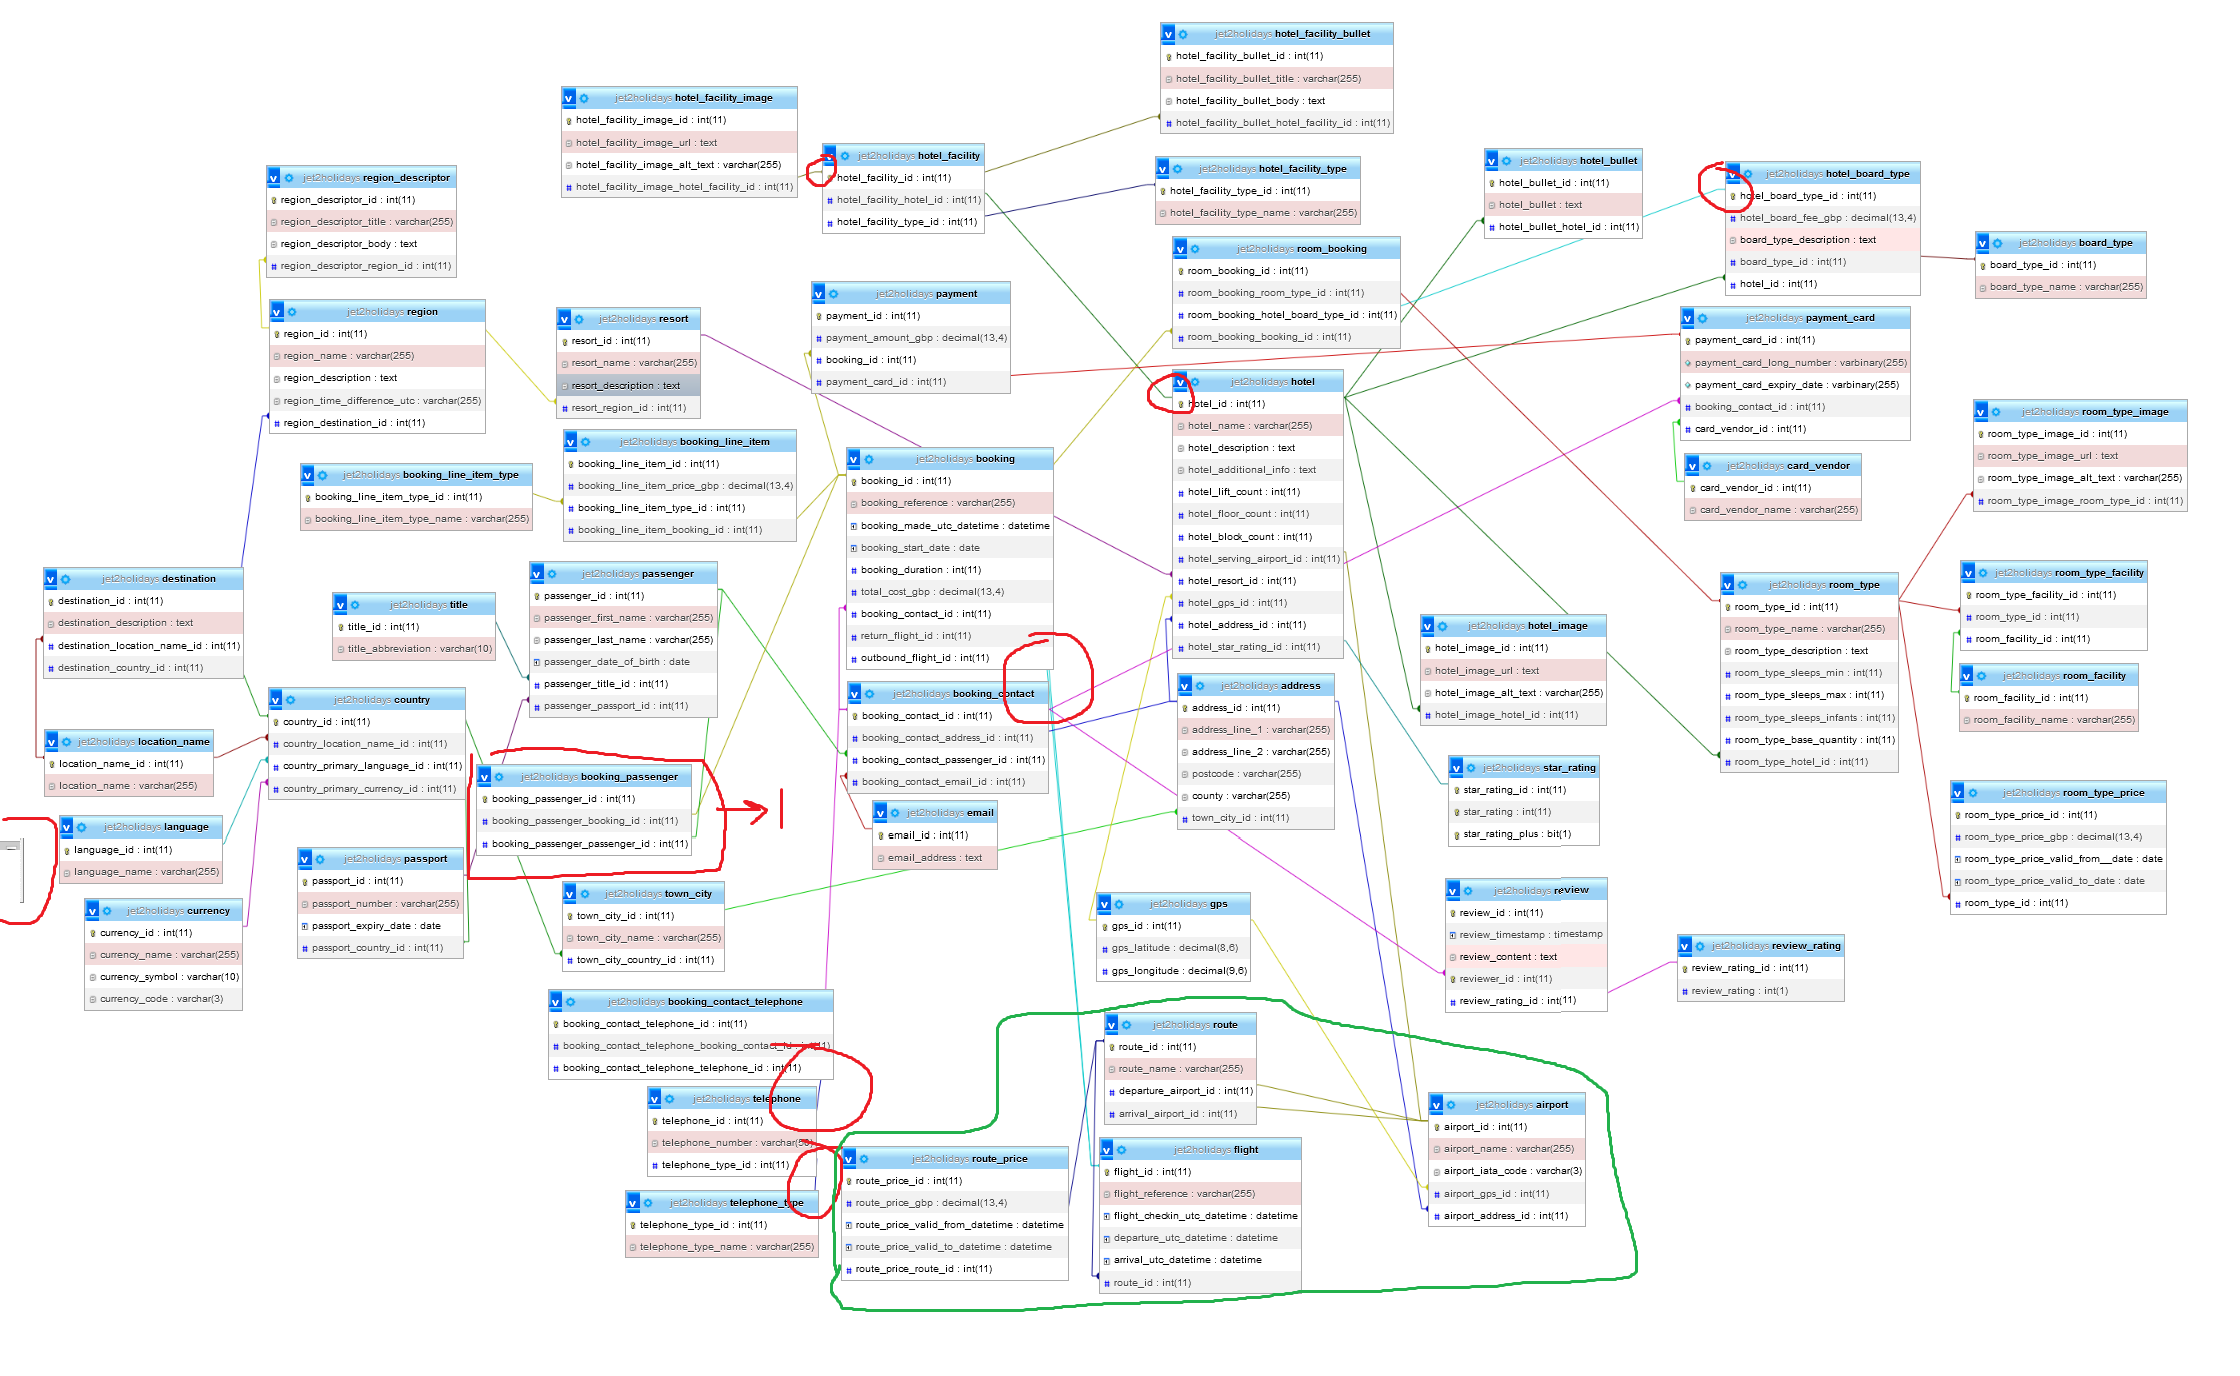 jet2holidays hotel_facility_bullet
hotel_facility_bullet_id : int(11)
hotel_facility_bullet_title : varchar(255)
hotel_facility_bullet_body : text
hotel_facility_bullet_hotel_facility_id : int(11)
jet2holidays hotel_facility_image
hotel_facility_image_id : int(11)
hotel_facility_image_url : text
hotel_facility_image_alt_text : varchar(255)
hotel_facility_image_hotel_facility_id : int(11)
jet2holidays hotel_facility
hotel_facility_id : int(11)
hotel_facility_hotel_id : int(11)
hotel_facility_type_id : int(11)
jet2holidays hotel_facility_type
hotel_facility_type_id : int(11)
hotel_facility_type_name : varchar(255)
jet2holidays hotel_bullet
hotel_bullet_id : int(11)
hotel_bullet : text
hotel_bullet_hotel_id : int(11)
jet2holidays hotel_board_type
hotel_board_type_id : int(11)
hotel_board_fee_gbp : decimal(13,4)
board_type_description : text
board_type_id : int(11)
hotel_id : int(11)
jet2holidays board_type
board_type_id : int(11)
board_type_name : varchar(255)
jet2holidays region_descriptor
region_descriptor_id : int(11)
region_descriptor_title : varchar(255)
region_descriptor_body : text
region_descriptor_region_id : int(11)
jet2holidays region
region_id : int(11)
region_name : varchar(255)
region_description : text
region_time_difference_utc : varchar(255)
region_destination_id : int(11)
jet2holidays resort
resort_id : int(11)
resort_name : varchar(255)
resort_description : text
resort_region_id : int(11)
jet2holidays payment
payment_id : int(11)
payment_amount_gbp : decimal(13,4)
booking_id : int(11)
payment_card_id : int(11)
jet2holidays room_booking
room_booking_id : int(11)
room_booking_room_type_id : int(11)
room_booking_hotel_board_type_id : int(11)
room_booking_booking_id : int(11)
jet2holidays payment_card
payment_card_id : int(11)
payment_card_long_number : varbinary(255)
payment_card_expiry_date : varbinary(255)
booking_contact_id : int(11)
card_vendor_id : int(11)
jet2holidays card_vendor
card_vendor_id : int(11)
card_vendor_name : varchar(255)
jet2holidays room_type_image
room_type_image_id : int(11)
room_type_image_url : text
room_type_image_alt_text : varchar(255)
room_type_image_room_type_id : int(11)
jet2holidays hotel
hotel_id : int(11)
hotel_name : varchar(255)
hotel_description : text
hotel_additional_info : text
hotel_lift_count : int(11)
hotel_floor_count : int(11)
hotel_block_count : int(11)
hotel_serving_airport_id : int(11)
hotel_resort_id : int(11)
hotel_gps_id : int(11)
hotel_address_id : int(11)
hotel_star_rating_id : int(11)
jet2holidays booking_line_item_type
booking_line_item_type_id : int(11)
booking_line_item_type_name : varchar(255)
jet2holidays booking_line_item
booking_line_item_id : int(11)
booking_line_item_price_gbp : decimal(13,4)
booking_line_item_type_id : int(11)
booking_line_item_booking_id : int(11)
jet2holidays booking
booking_id : int(11)
booking_reference : varchar(255)
booking_made_utc_datetime : datetime
booking_start_date : date
booking_duration : int(11)
total_cost_gbp : decimal(13,4)
booking_contact_id : int(11)
return_flight_id : int(11)
outbound_flight_id : int(11)
jet2holidays destination
destination_id : int(11)
destination_description : text
destination_location_name_id : int(11)
destination_country_id : int(11)
jet2holidays title
title_id : int(11)
title_abbreviation : varchar(10)
jet2holidays passenger
passenger_id : int(11)
passenger_first_name : varchar(255)
passenger_last_name : varchar(255)
passenger_date_of_birth : date
passenger_title_id : int(11)
passenger_passport_id : int(11)
jet2holidays room_type
room_type_id : int(11)
room_type_name : varchar(255)
room_type_description : text
room_type_sleeps_min : int(11)
room_type_sleeps_max : int(11)
room_type_sleeps_infants : int(11)
room_type_base_quantity : int(11)
room_type_hotel_id : int(11)
jet2holidays room_type_facility
room_type_facility_id : int(11)
room_type_id : int(11)
room_facility_id : int(11)
jet2holidays room_facility
room_facility_id : int(11)
room_facility_name : varchar(255)
jet2holidays hotel_image
hotel_image_id : int(11)
hotel_image_url : text
hotel_image_alt_text : varchar(255)
hotel_image_hotel_id : int(11)
jet2holidays country
country_id : int(11)
country_location_name_id : int(11)
country_primary_language_id : int(11)
country_primary_currency_id : int(11)
jet2holidays location_name
location_name_id : int(11)
location_name : varchar(255)
jet2holidays booking_contact
booking_contact_id : int(11)
booking_contact_address_id : int(11)
booking_contact_passenger_id : int(11)
booking_contact_email_id : int(11)
jet2holidays address
address_id : int(11)
address_line_1 : varchar(255)
address_line_2 : varchar(255)
postcode : varchar(255)
county : varchar(255)
town_city_id : int(11)
jet2holidays booking_passenger
booking_passenger_id : int(11)
booking_passenger_booking_id : int(11)
booking_passenger_passenger_id : int(11)
jet2holidays email
email_id : int(11)
email_address : text
jet2holidays star_rating
star_rating_id : int(11)
star_rating : int(11)
star_rating_plus : bit(1)
jet2holidays room_type_price
room_type_price_id : int(11)
room_type_price_gbp : decimal(13,4)
room_type_price_valid_from__date : date
room_type_price_valid_to_date : date
room_type_id : int(11)
jet2holidays language
language_id : int(11)
language_name : varchar(255)
jet2holidays passport
passport_id : int(11)
passport_number : varchar(255)
passport_expiry_date : date
passport_country_id : int(11)
jet2holidays currency
currency_id : int(11)
currency_name : varchar(255)
currency_symbol : varchar(10)
currency_code : varchar(3)
jet2holidays town_city
town_city_id : int(11)
town_city_name : varchar(255)
town_city_country_id : int(11)
jet2holidays gps
gps_id : int(11)
gps_latitude : decimal(8,6)
gps_longitude : decimal(9,6)
jet2holidays review
review_id : int(11)
review_timestamp : timestamp
review_content : text
reviewer_id : int(11)
review_rating_id : int(11)
jet2holidays review_rating
review_rating_id : int(11)
review_rating : int(1)
jet2holidays booking_contact_telephone
booking_contact_telephone_id : int(11)
booking_contact_telephone_booking_contact_id : int(11)
booking_contact_telephone_telephone_id : int(11)
jet2holidays telephone
telephone_id : int(11)
telephone_number : varchar(50)
telephone_type_id : int(11)
jet2holidays telephone_type
telephone_type_id : int(11)
telephone_type_name : varchar(255)
jet2holidays route
route_id : int(11)
route_name : varchar(255)
departure_airport_id : int(11)
arrival_airport_id : int(11)
jet2holidays route_price
route_price_id : int(11)
route_price_gbp : decimal(13,4)
route_price_valid_from_datetime : datetime
route_price_valid_to_datetime : datetime
route_price_route_id : int(11)
jet2holidays flight
flight_id : int(11)
flight_reference : varchar(255)
flight_checkin_utc_datetime : datetime
departure_utc_datetime : datetime
arrival_utc_datetime : datetime
route_id : int(11)
jet2holidays airport
airport_id : int(11)
airport_name : varchar(255)
airport_iata_code : varchar(3)
airport_gps_id : int(11)
airport_address_id : int(11)